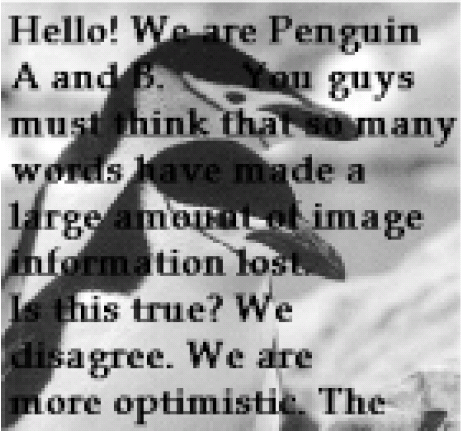 Hello! We are Penguin
A and B. You guys
must think that so many
words have made a
large amount of image
information lost.
Is this true? We
disagree. We are
more optimistic. The